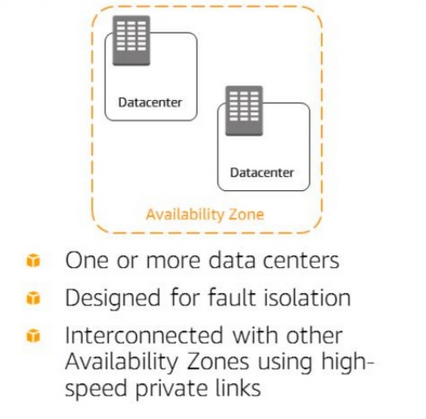 Datacenter
Datacenter
Availability Zone
One or more data centers
Designed for fault isolation
Interconnected with other
Availability Zones using high-
speed private links